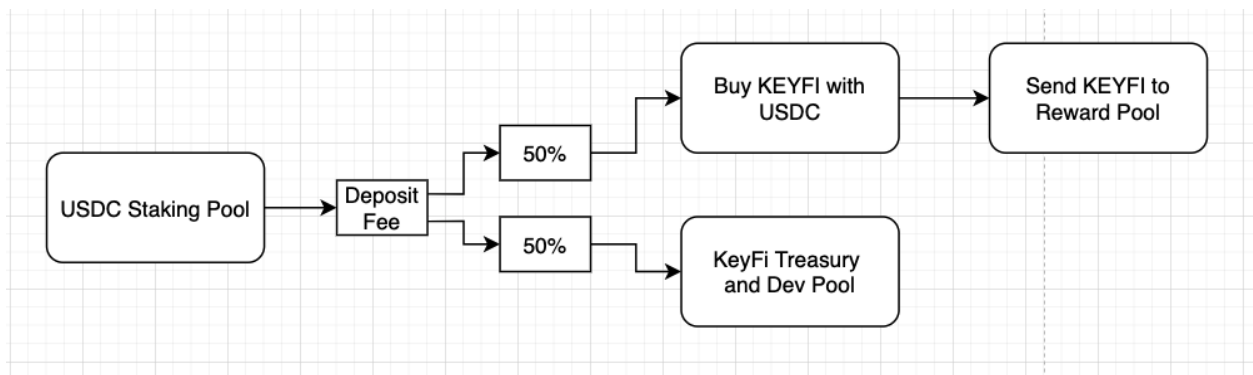 USDC Staking Pool
Deposit
Fee
50%
Buy KEYFI with
USDC
Send KEYFI to
Reward Pool
50%
KeyFi Treasury
and Dev Pool